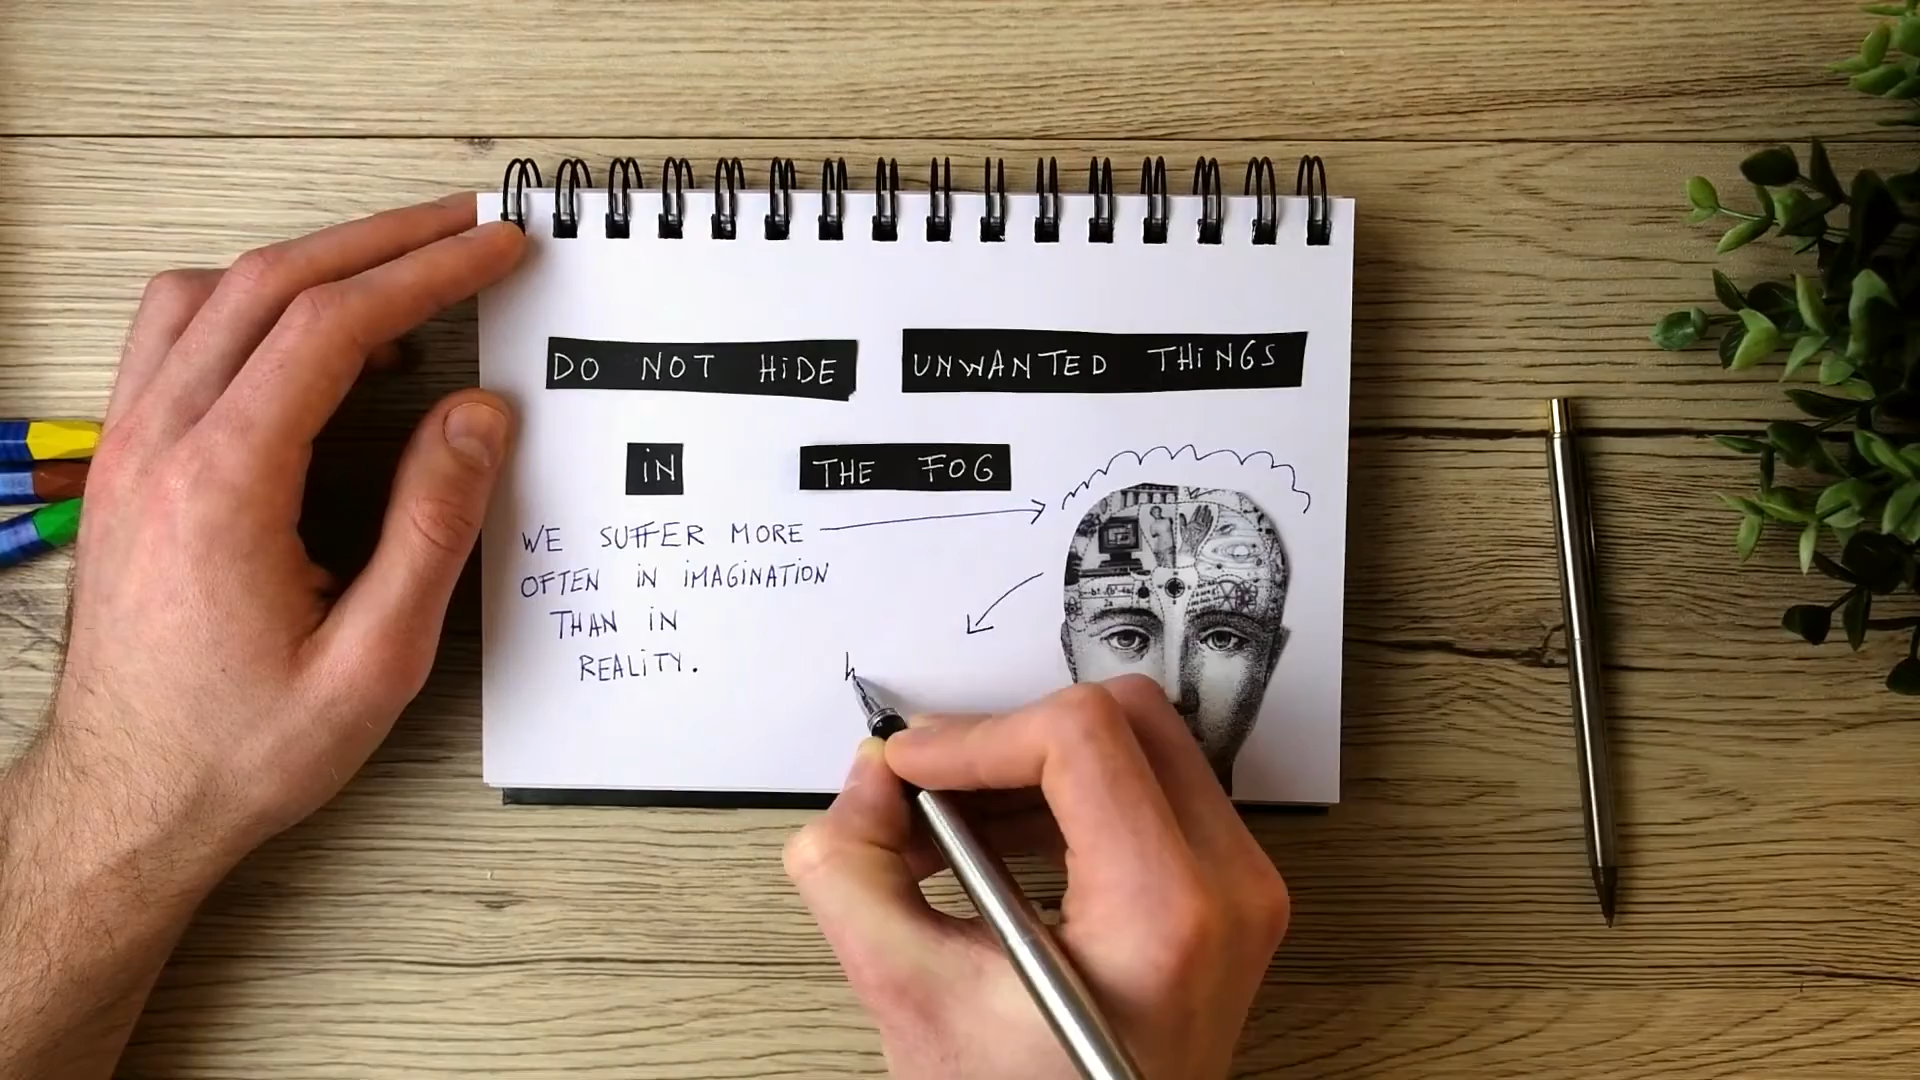 DO NOT HiDE UNWANTED THiNGS
iN THE FOG
WE SUFFER MORE
OFTEN iN iMAGiNATiON
THAN iN
REALiTY.